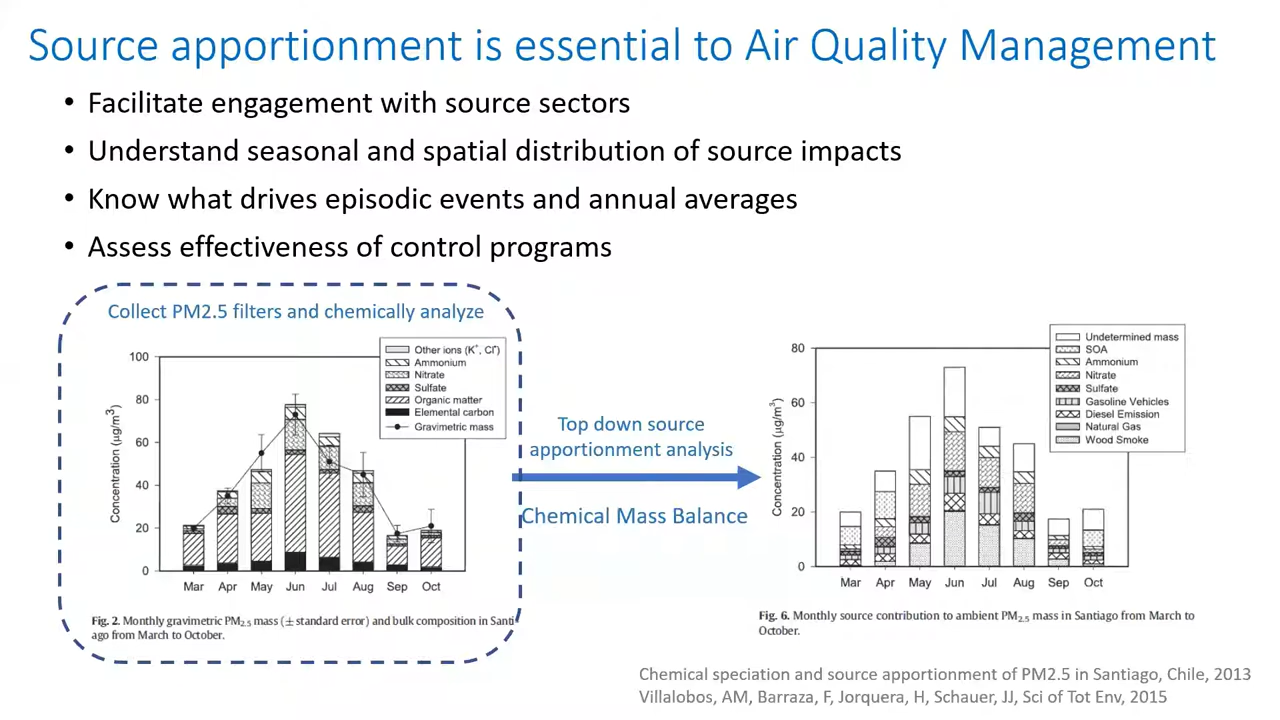 Source apportionment is essential to Air Quality Management
• Facilitate engagement with source sectors
• Understand seasonal and spatial distribution of source impacts
• Know what drives episodic events and annual averages
• Assess effectiveness of control programs
Collect PM2.5 filters and chemically analyze
Other ions (K⁺, Cl⁻)
Ammonium
Nitrate
Sulfate
Organic matter
Elemental carbon
Gravimetric mass
Concentration (μg/m³)
100
80
60
40
20
0
Mar Apr May Jun Jul Aug Sep Oct
Fig. 2. Monthly gravimetric PM₂.₅ mass (± standard error) and bulk composition in Santi
ago from March to October.
Top down source
apportionment analysis
Chemical Mass Balance
Undetermined mass
SOA
Ammonium
Nitrate
Sulfate
Gasoline Vehicles
Diesel Emission
Natural Gas
Wood Smoke
Concentration (μg/m³)
80
60
40
20
0
Mar Apr May Jun Jul Aug Sep Oct
Fig. 6. Monthly source contribution to ambient PM₂.₅ mass in Santiago from March to
October.
Chemical speciation and source apportionment of PM2.5 in Santiago, Chile, 2013
Villalobos, AM, Barraza, F, Jorquera, H, Schauer, JJ, Sci of Tot Env, 2015